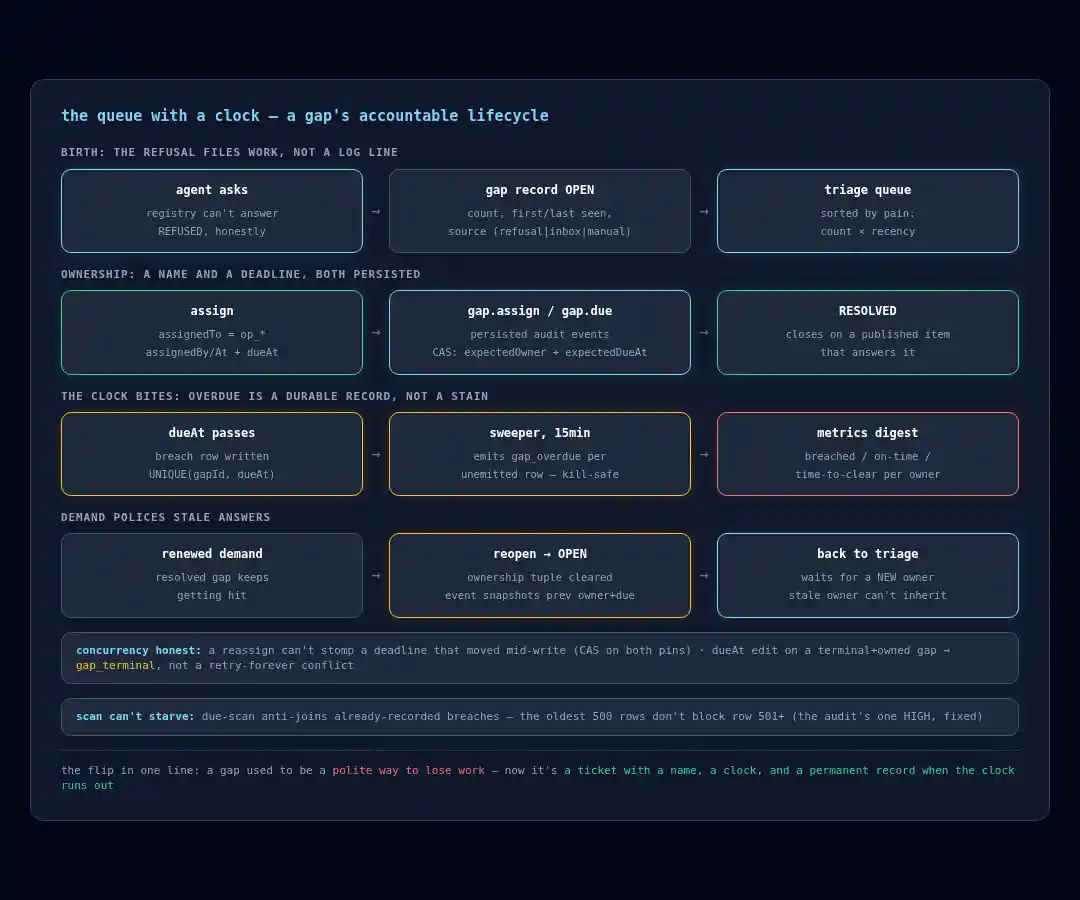 the queue with a clock — a gap's accountable lifecycle
BIRTH: THE REFUSAL FILES WORK, NOT A LOG LINE
agent asks
registry can't answer
REFUSED, honestly
→
gap record OPEN
count, first/last seen,
source (refusal|inbox|manual)
→
triage queue
sorted by pain:
count × recency
OWNERSHIP: A NAME AND A DEADLINE, BOTH PERSISTED
assign
assignedTo = op_*
assignedBy/At + dueAt
→
gap.assign / gap.due
persisted audit events
CAS: expectedOwner + expectedDueAt
→
RESOLVED
closes on a published item
that answers it
THE CLOCK BITES: OVERDUE IS A DURABLE RECORD, NOT A STAIN
dueAt passes
breach row written
UNIQUE(gapId, dueAt)
→
sweeper, 15min
emits gap_overdue per
unemitted row — kill-safe
→
metrics digest
breached / on-time /
time-to-clear per owner
DEMAND POLICES STALE ANSWERS
renewed demand
resolved gap keeps
getting hit
→
reopen → OPEN
ownership tuple cleared
event snapshots prev owner+due
→
back to triage
waits for a NEW owner
stale owner can't inherit
concurrency honest: a reassign can't stomp a deadline that moved mid-write (CAS on both pins) · dueAt edit on a terminal+owned gap →
gap_terminal, not a retry-forever conflict
scan can't starve: due-scan anti-joins already-recorded breaches — the oldest 500 rows don't block row 501+ (the audit's one HIGH, fixed)
the flip in one line: a gap used to be a polite way to lose work — now it's a ticket with a name, a clock, and a permanent record when the clock
runs out